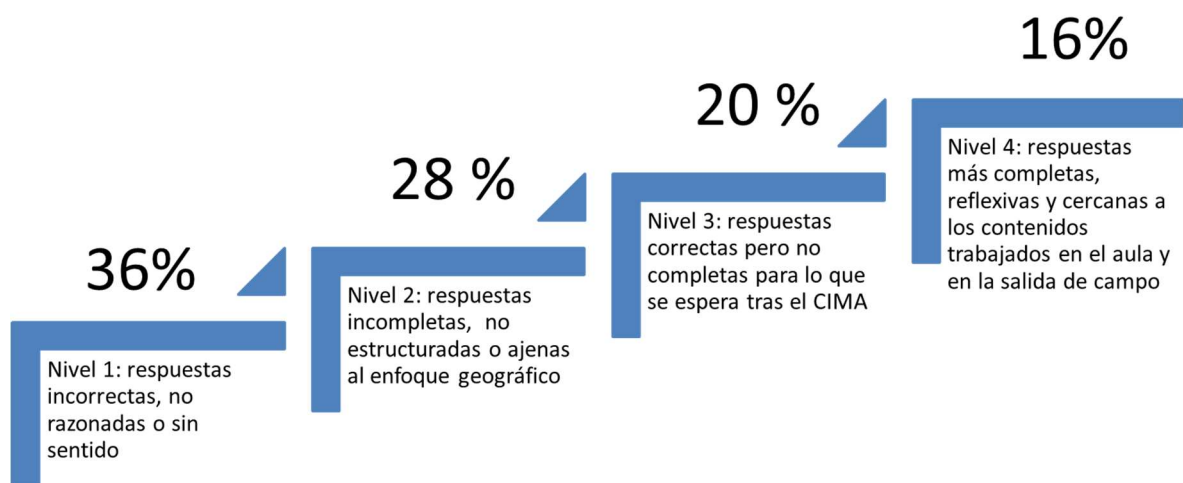 36%
Nivel 1: respuestas
incorrectas, no
razonadas o sin
sentido
28 %
Nivel 2: respuestas
incompletas, no
estructuradas o ajenas
al enfoque geográfico
20 %
Nivel 3: respuestas
correctas pero no
completas para lo que
se espera tras el CIMA
16%
Nivel 4: respuestas
más completas,
reflexivas y cercanas a
los contenidos
trabajados en el aula y
en la salida de campo